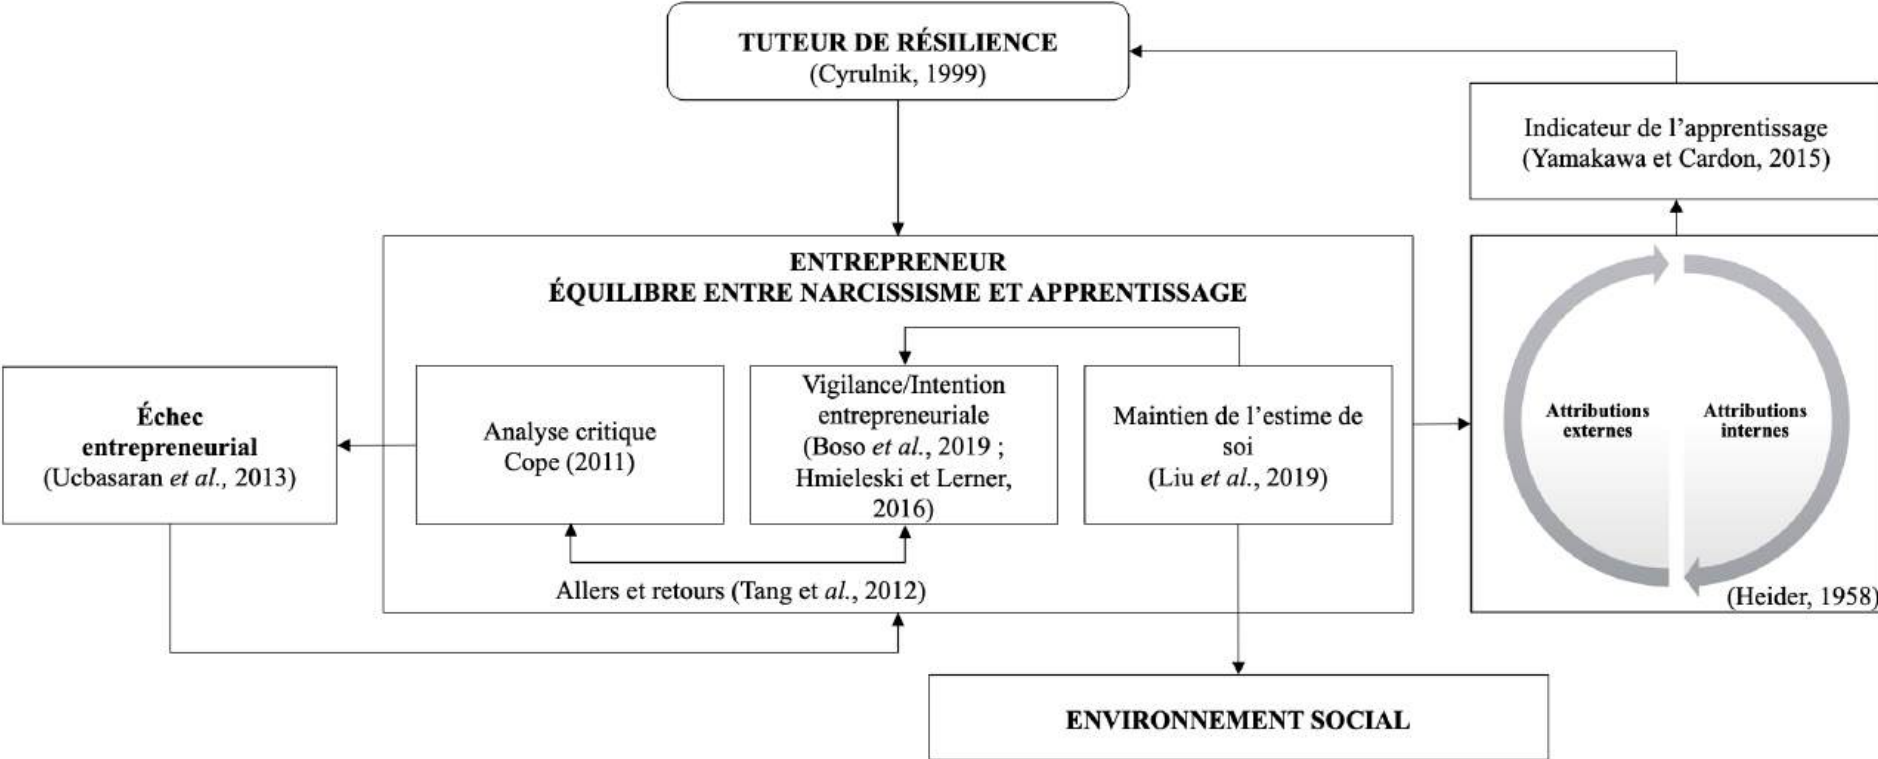 TUTEUR DE RÉSILIENCE
(Cyrulnik, 1999)
Indicateur de l’apprentissage
(Yamakawa et Cardon, 2015)
ENTREPRENEUR
ÉQUILIBRE ENTRE NARCISSISME ET APPRENTISSAGE
Échec
entrepreneurial
(Ucbasaran et al., 2013)
Analyse critique
Cope (2011)
Vigilance/Intention
entrepreneuriale
(Boso et al., 2019 ;
Hmieleski et Lerner,
2016)
Maintien de l’estime de
soi
(Liu et al., 2019)
Attributions
externes
Attributions
internes
Allers et retours (Tang et al., 2012)
(Heider, 1958)
ENVIRONNEMENT SOCIAL